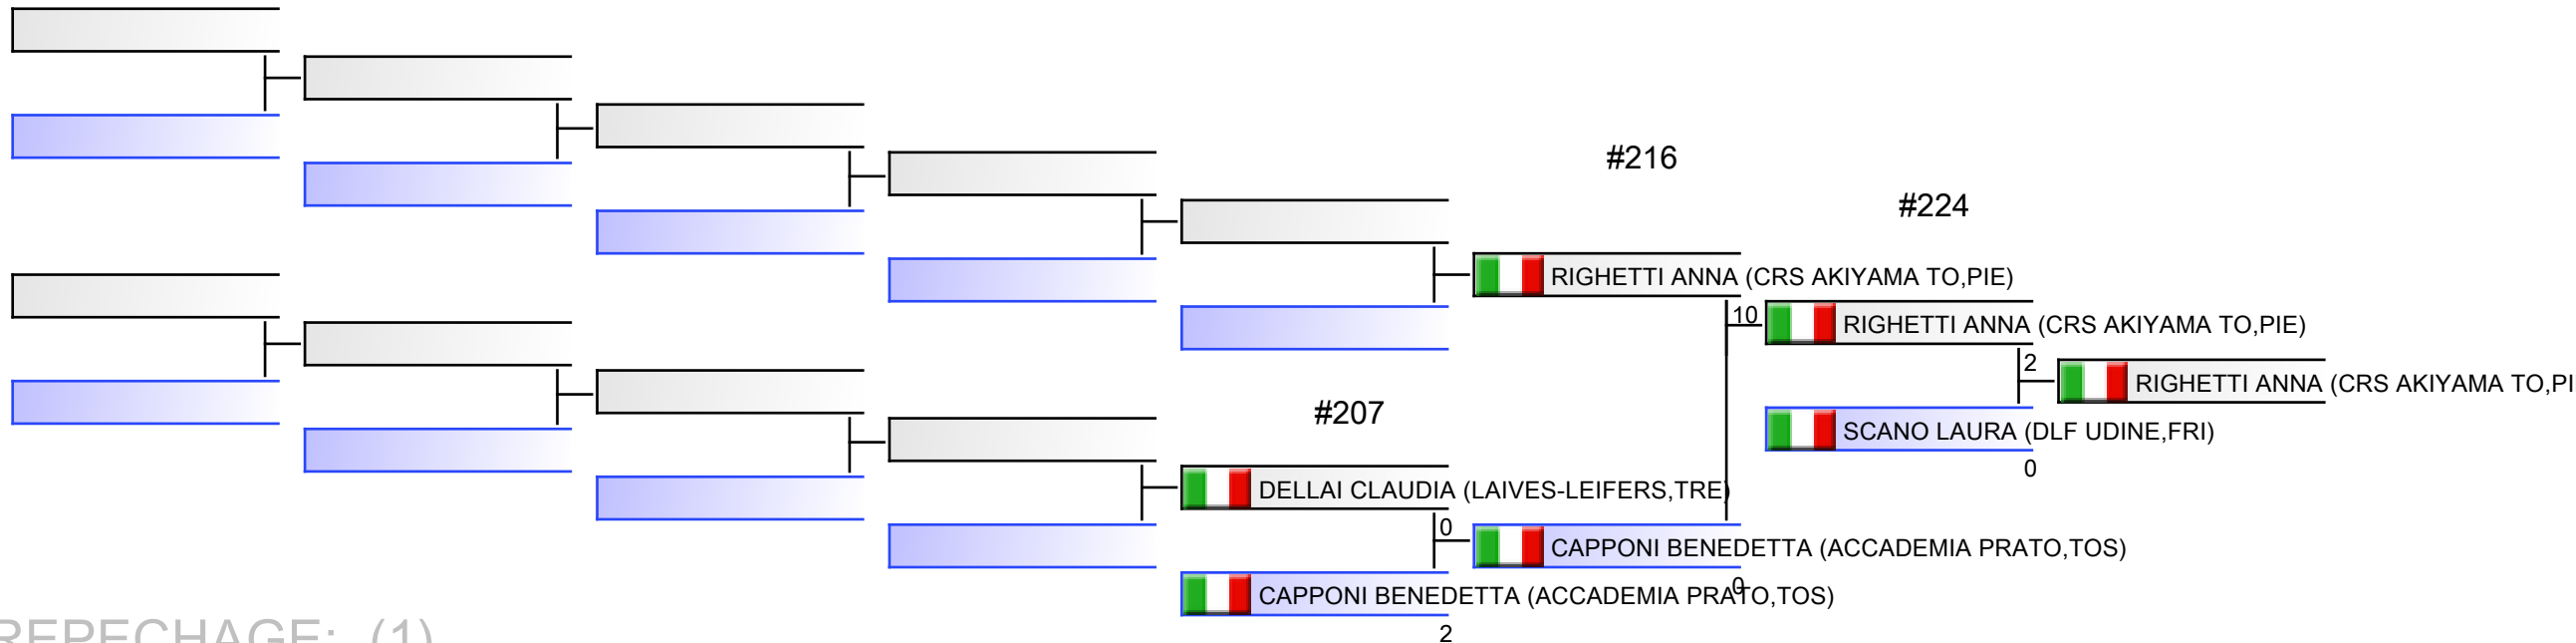 #216
#224
RIGHETTI ANNA (CRS AKIYAMA TO,PIE)
10
RIGHETTI ANNA (CRS AKIYAMA TO,PIE)
2
RIGHETTI ANNA (CRS AKIYAMA TO,PI
#207
SCANO LAURA (DLF UDINE,FRI)
0
DELLAI CLAUDIA (LAIVES-LEIFERS,TRE)
0
CAPPONI BENEDETTA (ACCADEMIA PRATO,TOS)
0
CAPPONI BENEDETTA (ACCADEMIA PRATO,TOS)
2
REPECHAGE: (1)